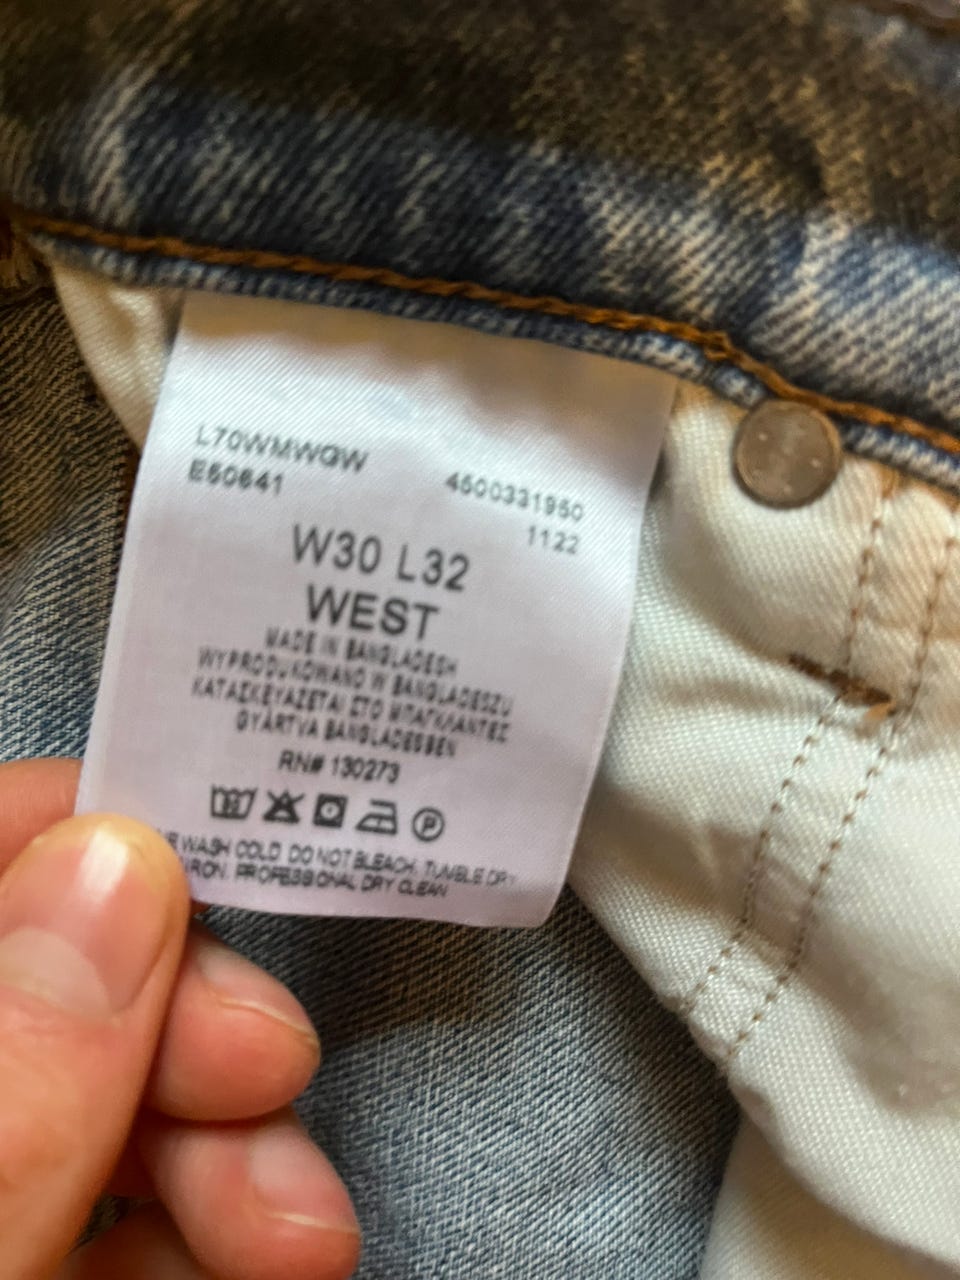 L70WMWGW
E50641
4500331950
1122
W30 L32
WEST
MADE IN BANGLADESH
WYPRODUKOWANO W BANGLADESZU
ΚΑΤΑΣΚΕΥΑΖΕΤΑΙ ΣΤΟ ΜΠΑΓΚΛΑΝΤΕΣ
GYÁRTVA BANGLADESBEN
RN# 130273
P
WASH COLD. DO NOT BLEACH. TUMBLE DRY
IRON. PROFESSIONAL DRY CLEAN